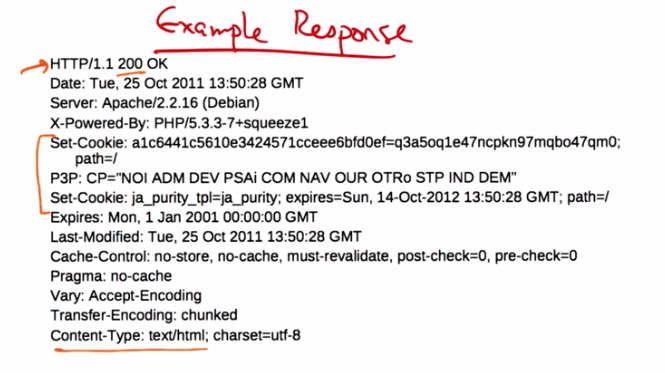 Example Response
HTTP/1.1 200 OK
Date: Tue, 25 Oct 2011 13:50:28 GMT
Server: Apache/2.2.16 (Debian)
X-Powered-By: PHP/5.3.3-7+squeeze1
Set-Cookie: a1c6441c5610e3424571cceee6bfd0ef=q3a5oq1e47ncpkn97mqbo47qm0;
path=/
P3P: CP="NOI ADM DEV PSAi COM NAV OUR OTRo STP IND DEM"
Set-Cookie: ja_purity_tpl=ja_purity; expires=Sun, 14-Oct-2012 13:50:28 GMT; path=/
Expires: Mon, 1 Jan 2001 00:00:00 GMT
Last-Modified: Tue, 25 Oct 2011 13:50:28 GMT
Cache-Control: no-store, no-cache, must-revalidate, post-check=0, pre-check=0
Pragma: no-cache
Vary: Accept-Encoding
Transfer-Encoding: chunked
Content-Type: text/html; charset=utf-8